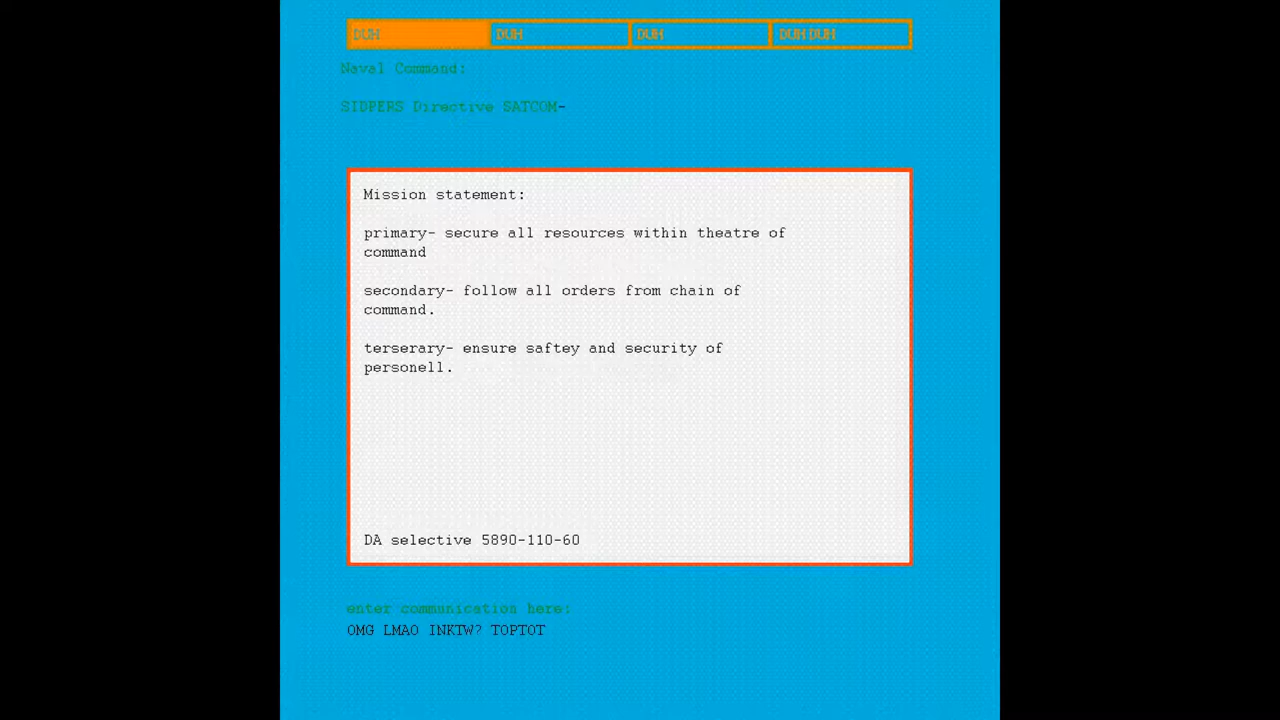 DUH DUH DUH DUH DUH
Naval Command:
SIDPERS Directive SATCOM-
Mission statement:
primary- secure all resources within theatre of
command
secondary- follow all orders from chain of
command.
terserary- ensure saftey and security of
personell.
DA selective 5890-110-60
enter communication here:
OMG LMAO INKTW? TOPTOT